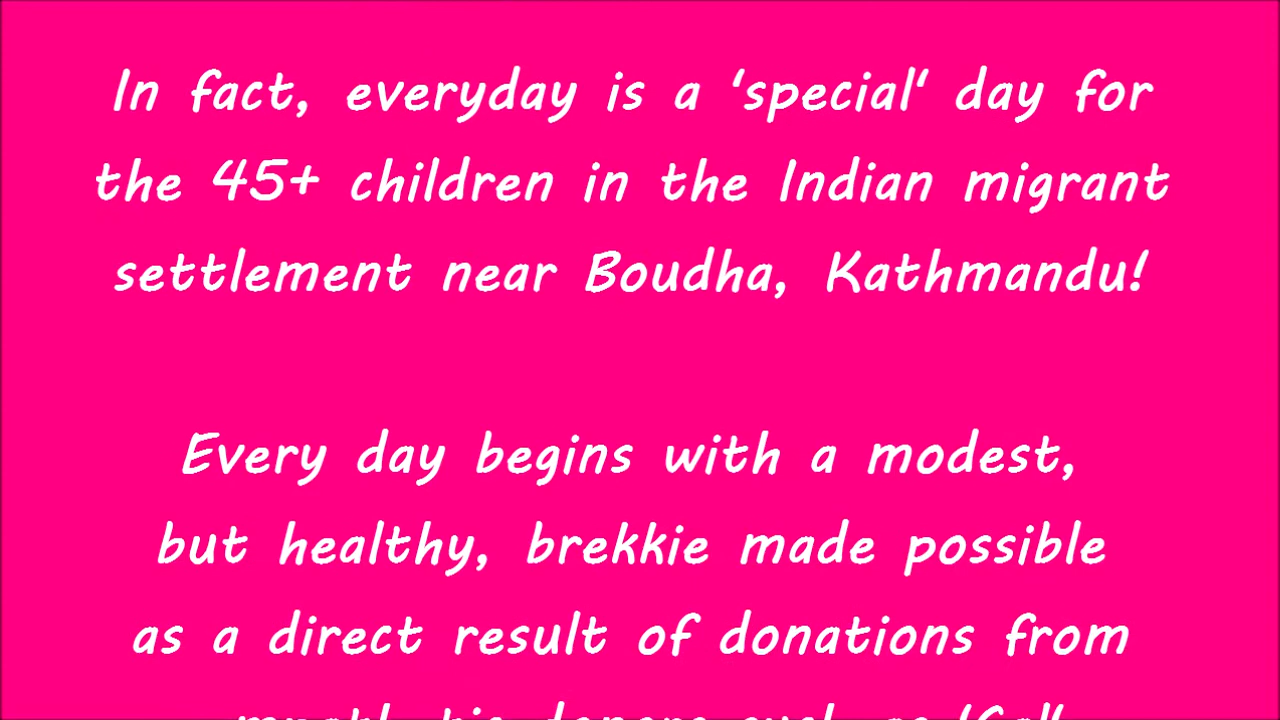 In fact, everyday is a 'special' day for
the 45+ children in the Indian migrant
settlement near Boudha, Kathmandu!
Every day begins with a modest,
but healthy, brekkie made possible
as a direct result of donations from